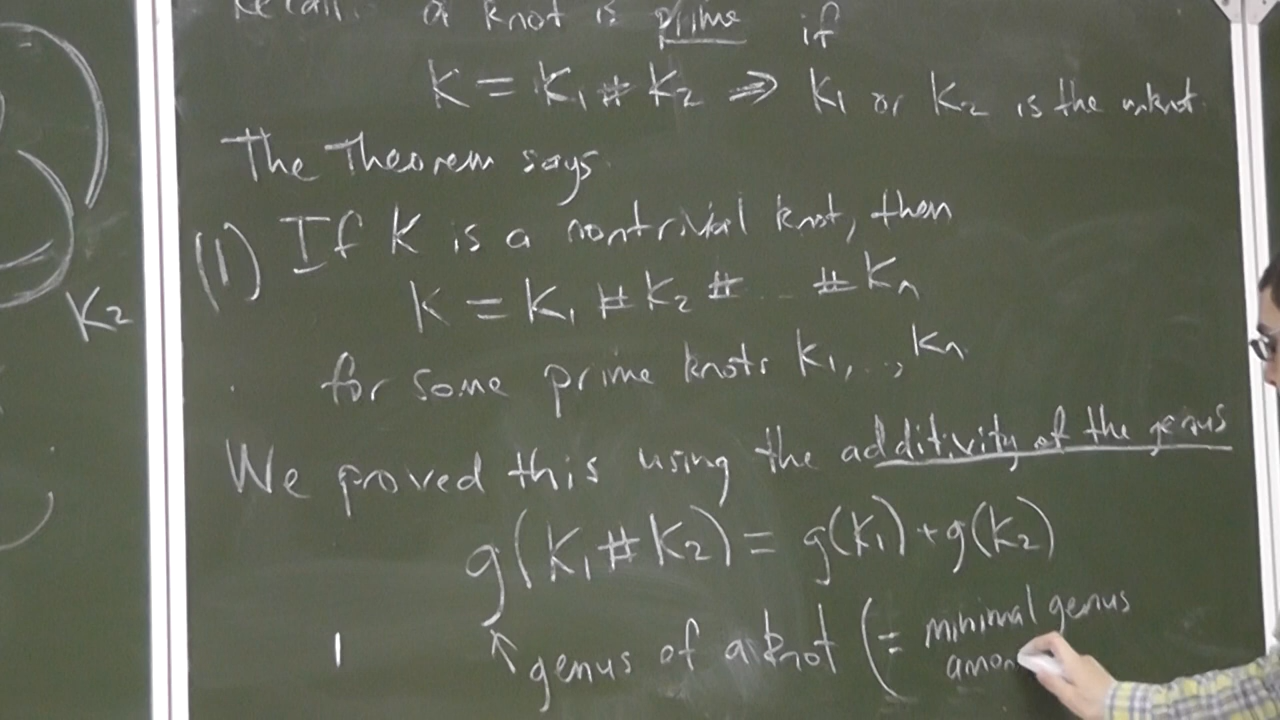 Recall: a knot is prime if
K = K₁ # K₂ ⇒ K₁ or K₂ is the unknot.
The Theorem says
(1) If K is a nontrivial knot, then
K = K₁ # K₂ # ... # Kn
for some prime knots K₁, .., Kn
We proved this using the additivity of the genus
g(K₁ # K₂) = g(K₁) + g(K₂)
↖ genus of a knot (= minimal genus
amon
K₂